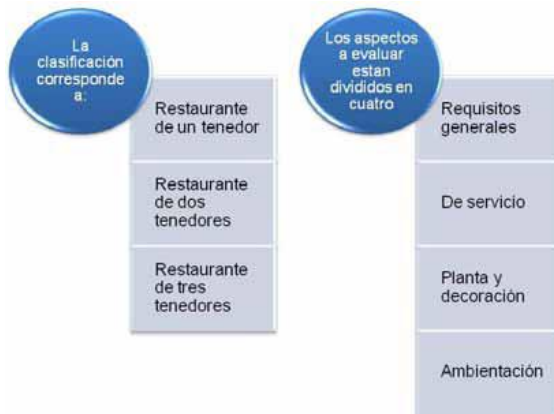 La
clasificación
corresponde
a:
Restaurante
de un tenedor
Restaurante
de dos
tenedores
Restaurante
de tres
tenedores
Los aspectos
a evaluar
estan
divididos en
cuatro
Requisitos
generales
De servicio
Planta y
decoración
Ambientación